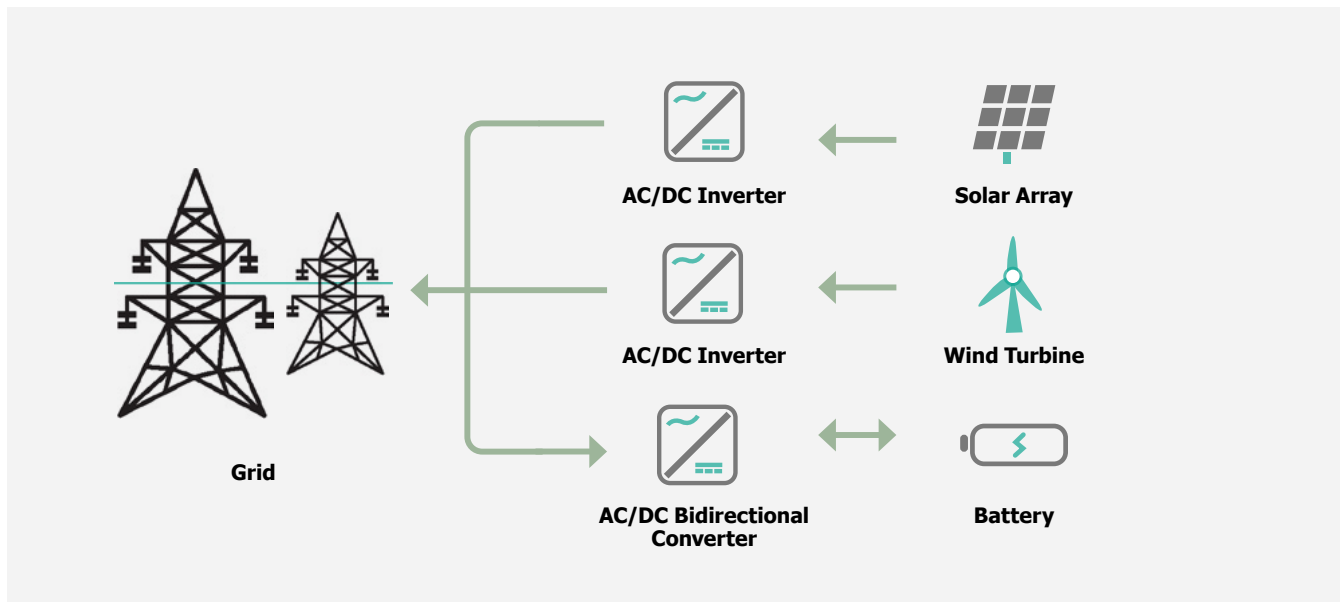 AC/DC Inverter
Solar Array
AC/DC Inverter
Wind Turbine
Grid
AC/DC Bidirectional
Converter
Battery